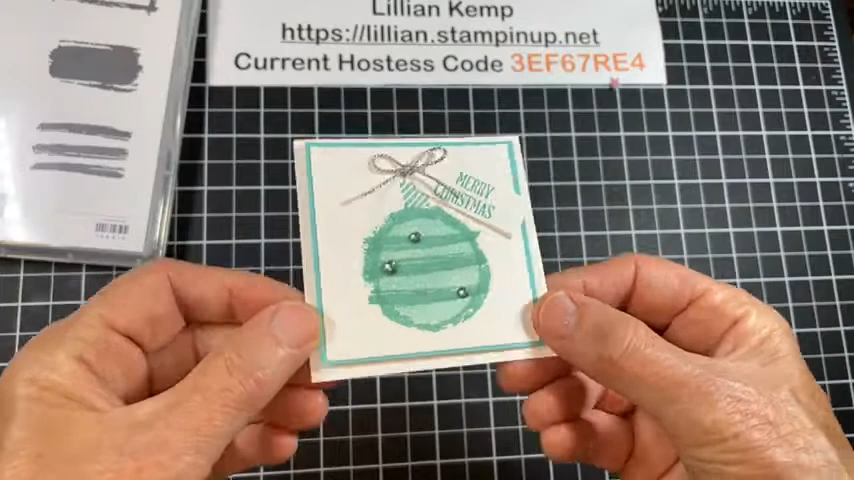 Lillian Kemp
https://lillian.stampinup.net
Current Hostess Code 3EF67RE4
MERRY
CHRISTMAS